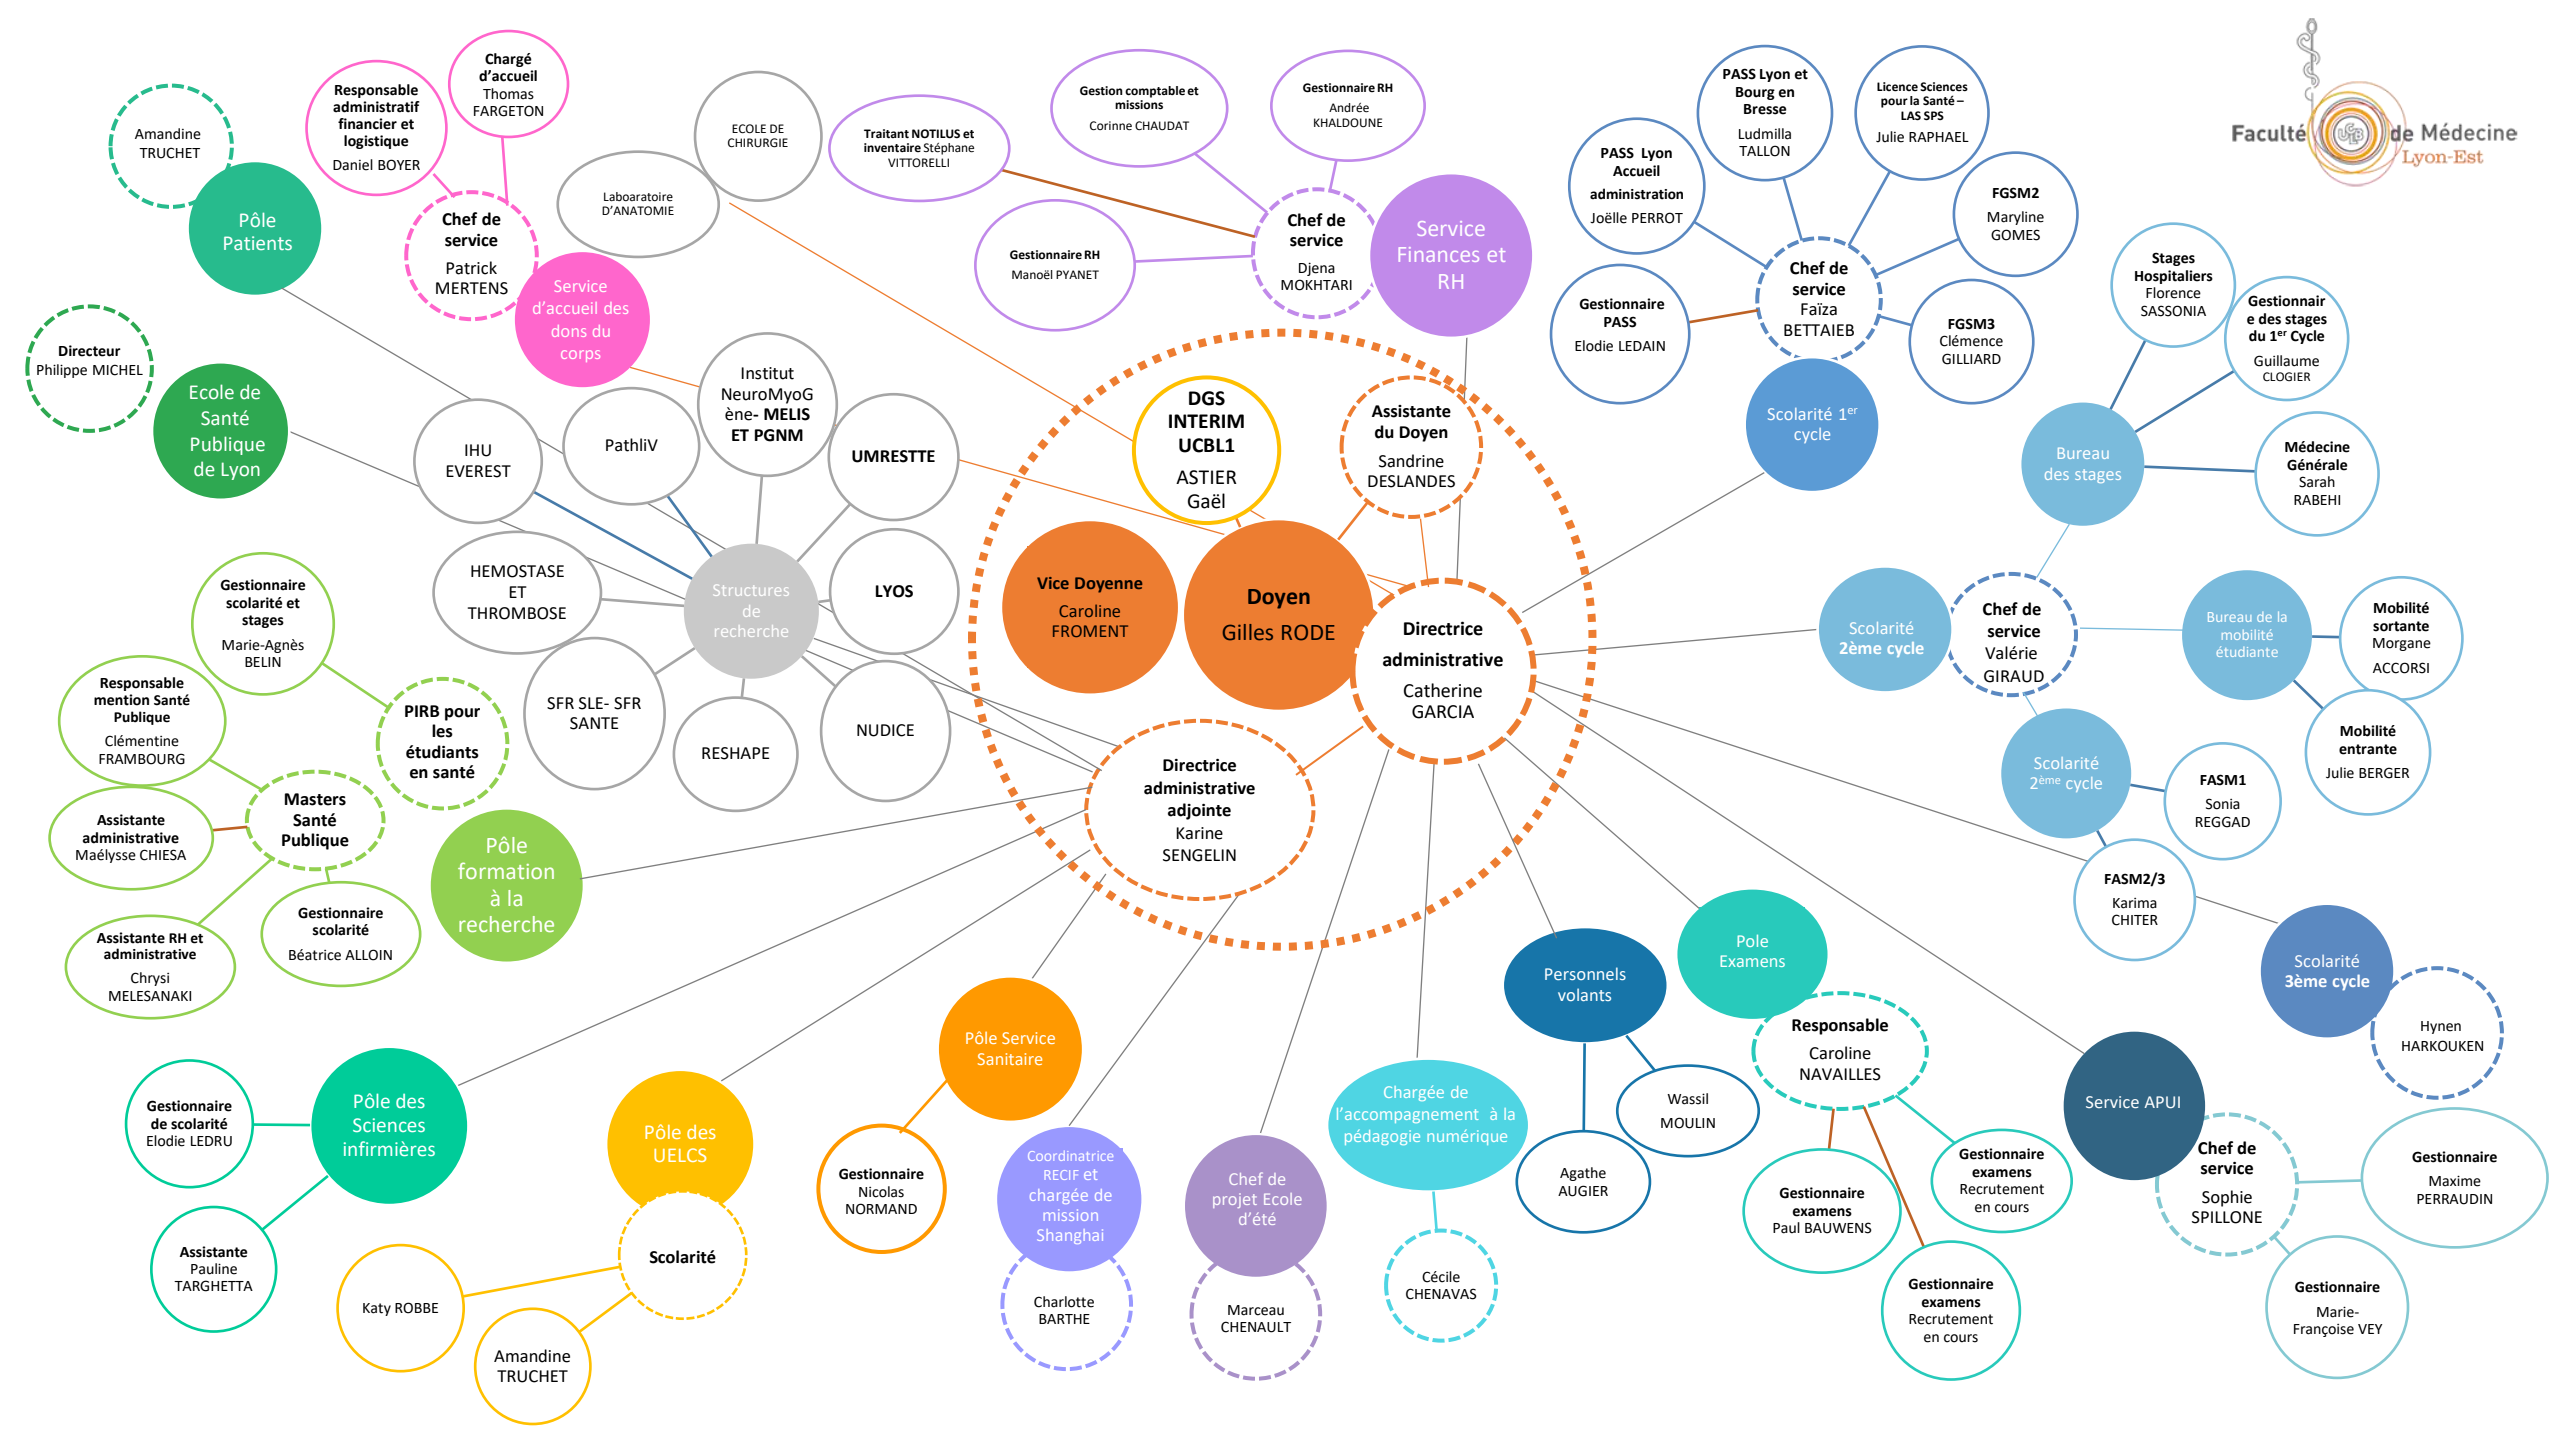 Amandine
TRUCHET
Pôle
Patients
Responsable
administratif
financier et
logistique
Daniel BOYER
Chargé
d'accueil
Thomas
FARGETON
Chef de
service
Patrick
MERTENS
Service
d'accueil des
dons du
corps
ECOLE DE
CHIRURGIE
Laboaratoire
D'ANATOMIE
Traitant NOTILUS et
inventaire Stéphane
VITTORELLI
Gestion comptable et
missions
Corinne CHAUDAT
Gestionnaire RH
Andrée
KHALDOUNE
Gestionnaire RH
Manoël PYANET
Chef de
service
Djena
MOKHTARI
Service
Finances et
RH
PASS Lyon et
Bourg en
Bresse
Ludmilla
TALLON
Licence Sciences
pour la Santé –
LAS SPS
Julie RAPHAEL
PASS Lyon
Accueil
administration
Joëlle PERROT
FGSM2
Maryline
GOMES
Gestionnaire
PASS
Elodie LEDAIN
Chef de
service
Faïza
BETTAIEB
FGSM3
Clémence
GILLIARD
Scolarité 1er
cycle
Faculté de Médecine
UCBL
Lyon-Est
Stages
Hospitaliers
Florence
SASSONIA
Gestionnair
e des stages
du 1er Cycle
Guillaume
CLOGIER
Bureau
des stages
Médecine
Générale
Sarah
RABEHI
Directeur
Philippe MICHEL
Ecole de
Santé
Publique
de Lyon
IHU
EVEREST
PathliV
Institut
NeuroMyoG
ène- MELIS
ET PGNM
UMRESTTE
HEMOSTASE
ET
THROMBOSE
Structures
de
recherche
LYOS
SFR SLE- SFR
SANTE
RESHAPE
NUDICE
DGS
INTERIM
UCBL1
ASTIER
Gaël
Assistante
du Doyen
Sandrine
DESLANDES
Vice Doyenne
Caroline
FROMENT
Doyen
Gilles RODE
Directrice
administrative
Catherine
GARCIA
Directrice
administrative
adjointe
Karine
SENGELIN
Scolarité
2ème cycle
Chef de
service
Valérie
GIRAUD
Bureau de la
mobilité
étudiante
Mobilité
sortante
Morgane
ACCORSI
Mobilité
entrante
Julie BERGER
Scolarité
2ème cycle
FASM1
Sonia
REGGAD
FASM2/3
Karima
CHITER
Scolarité
3ème cycle
Hynen
HARKOUKEN
Gestionnaire
scolarité et
stages
Marie-Agnès
BELIN
Responsable
mention Santé
Publique
Clémentine
FRAMBOURG
PIRB pour
les
étudiants
en santé
Masters
Santé
Publique
Assistante
administrative
Maélysse CHIESA
Assistante RH et
administrative
Chrysi
MELESANAKI
Gestionnaire
scolarité
Béatrice ALLOIN
Pôle
formation
à la
recherche
Gestionnaire
de scolarité
Elodie LEDRU
Pôle des
Sciences
infirmières
Assistante
Pauline
TARGHETTA
Pôle des
UELCS
Scolarité
Katy ROBBE
Amandine
TRUCHET
Pôle Service
Sanitaire
Gestionnaire
Nicolas
NORMAND
Coordinatrice
RECIF et
chargée de
mission
Shanghai
Charlotte
BARTHE
Chef de
projet Ecole
d'été
Marceau
CHENAULT
Chargée de
l'accompagnement à la
pédagogie numérique
Cécile
CHENAVAS
Personnels
volants
Wassil
MOULIN
Agathe
AUGIER
Pole
Examens
Responsable
Caroline
NAVAILLES
Gestionnaire
examens
Paul BAUWENS
Gestionnaire
examens
Recrutement
en cours
Gestionnaire
examens
Recrutement
en cours
Service APUI
Chef de
service
Sophie
SPILLONE
Gestionnaire
Maxime
PERRAUDIN
Gestionnaire
Marie-
Françoise VEY